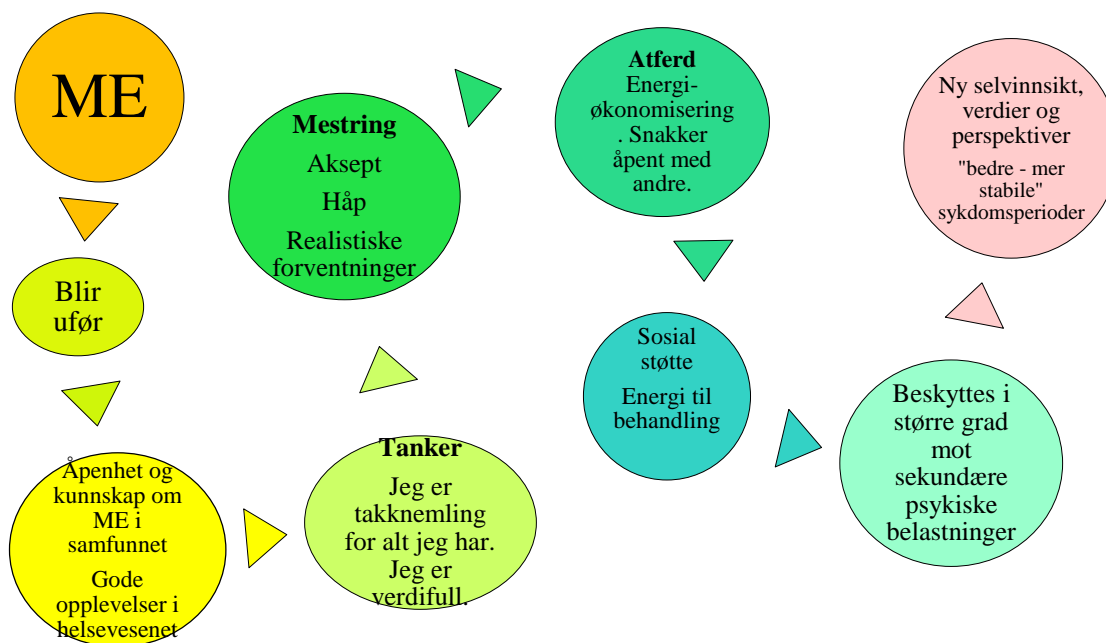 ME
Blir
ufør
Åpenhet og
kunnskap om
ME i
samfunnet
Gode
opplevelser i
helsevesenet
Tanker
Jeg er
takknemling
for alt jeg har.
Jeg er
verdifull.
Mestring
Aksept
Håp
Realistiske
forventninger
Atferd
Energi-
økonomisering
. Snakker
åpent med
andre.
Sosial
støtte
Energi til
behandling
Beskyttes i
større grad
mot
sekundære
psykiske
belastninger
Ny selvinnsikt,
verdier og
perspektiver
"bedre - mer
stabile"
sykdomsperioder